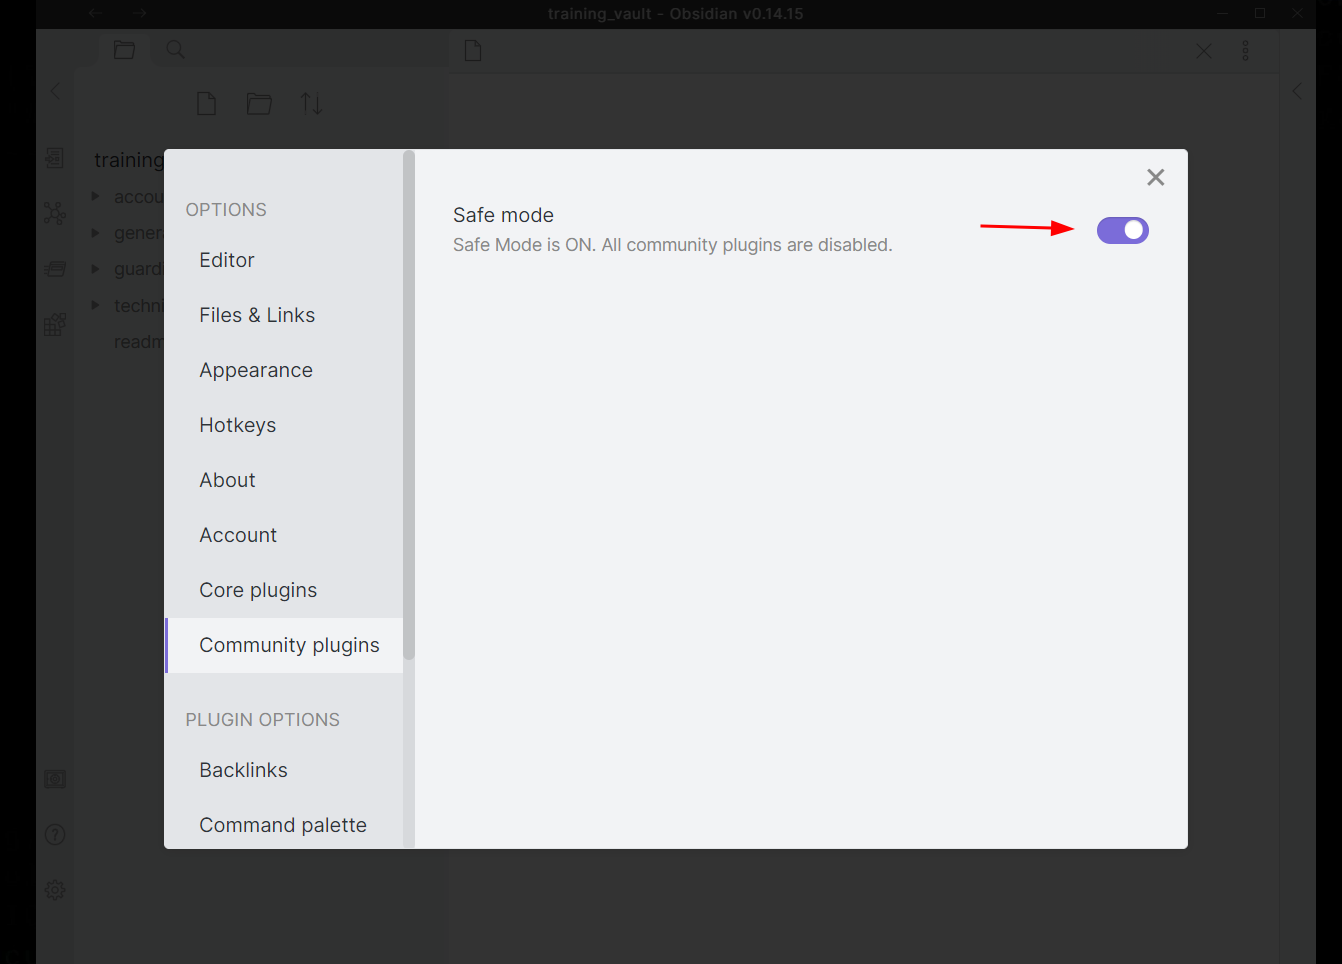 training_vault - Obsidian v0.14.15
training
accou
gener
guard
techni
readm
OPTIONS
Editor
Files & Links
Appearance
Hotkeys
About
Account
Core plugins
Community plugins
PLUGIN OPTIONS
Backlinks
Command palette
Safe mode
Safe Mode is ON. All community plugins are disabled.